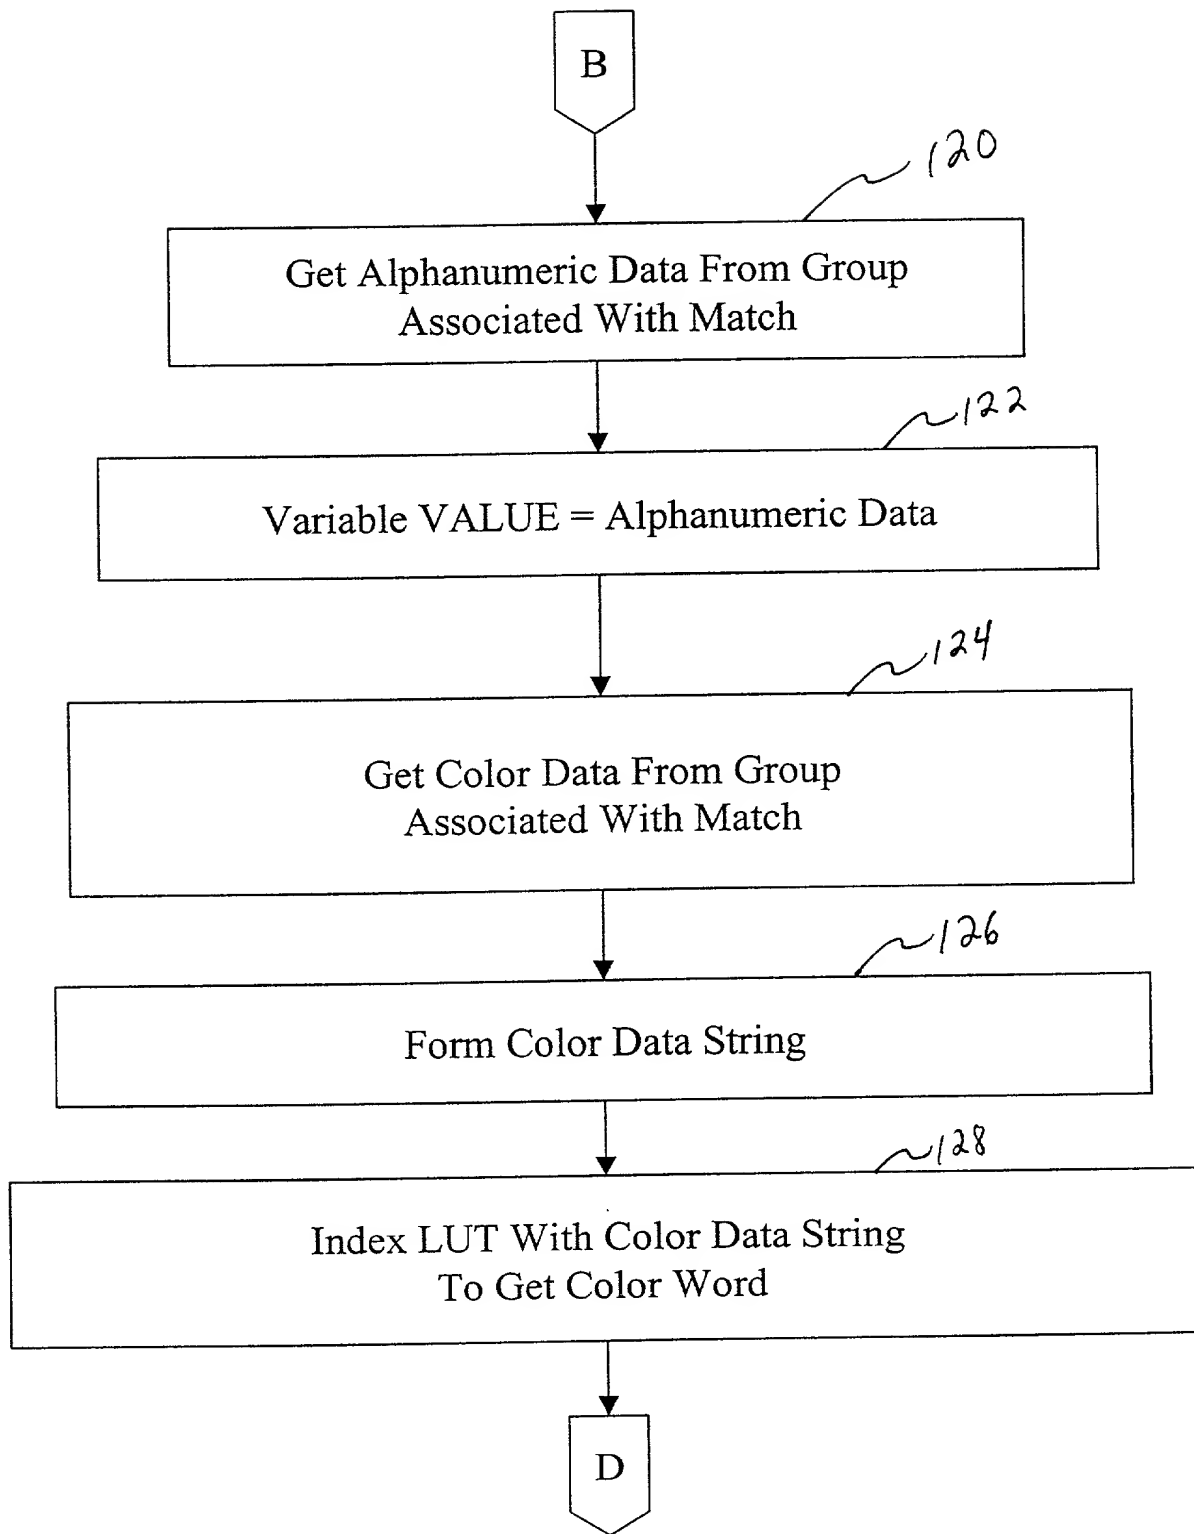 B
120
Get Alphanumeric Data From Group
Associated With Match
122
Variable VALUE = Alphanumeric Data
124
Get Color Data From Group
Associated With Match
126
Form Color Data String
128
Index LUT With Color Data String
To Get Color Word
D